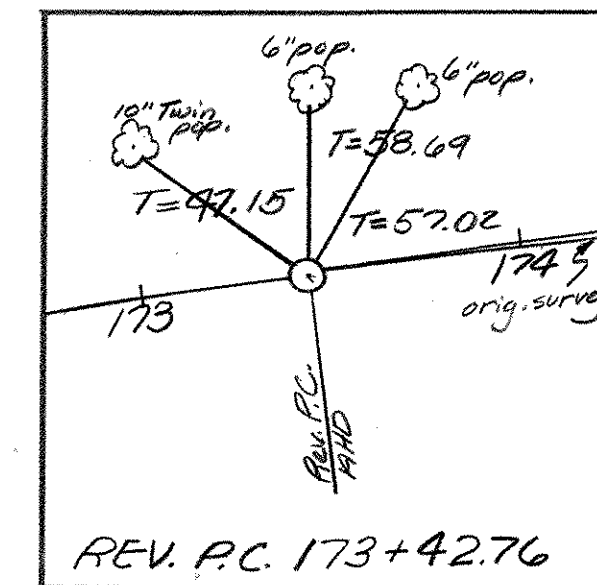 6"pop.
6"pop.
10" Twin
pop.
T=58.69
T=47.15
T=57.02
173
174
orig. surve
Rev. P.C.
REV. P.C. 173+42.76